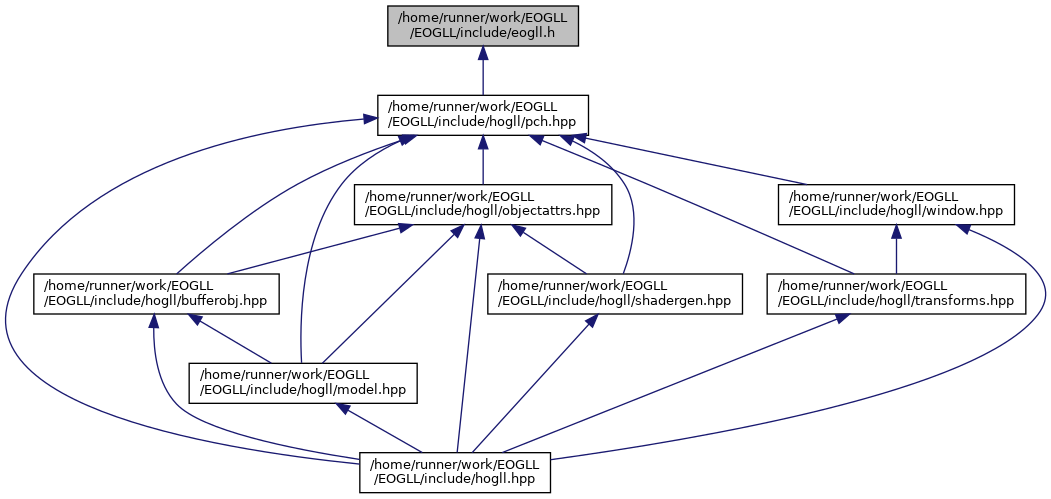 /home/runner/work/EOGLL
/EOGLL/include/eogll.h
/home/runner/work/EOGLL
/EOGLL/include/hogll/pch.hpp
/home/runner/work/EOGLL
/EOGLL/include/hogll/objectattrs.hpp
/home/runner/work/EOGLL
/EOGLL/include/hogll/window.hpp
/home/runner/work/EOGLL
/EOGLL/include/hogll/bufferobj.hpp
/home/runner/work/EOGLL
/EOGLL/include/hogll/shadergen.hpp
/home/runner/work/EOGLL
/EOGLL/include/hogll/transforms.hpp
/home/runner/work/EOGLL
/EOGLL/include/hogll/model.hpp
/home/runner/work/EOGLL
/EOGLL/include/hogll.hpp